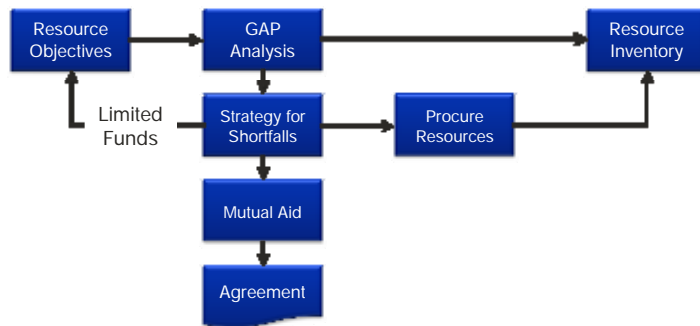 Resource
Objectives
GAP
Analysis
Resource
Inventory
Limited
Funds
Strategy for
Shortfalls
Procure
Resources
Mutual Aid
Agreement